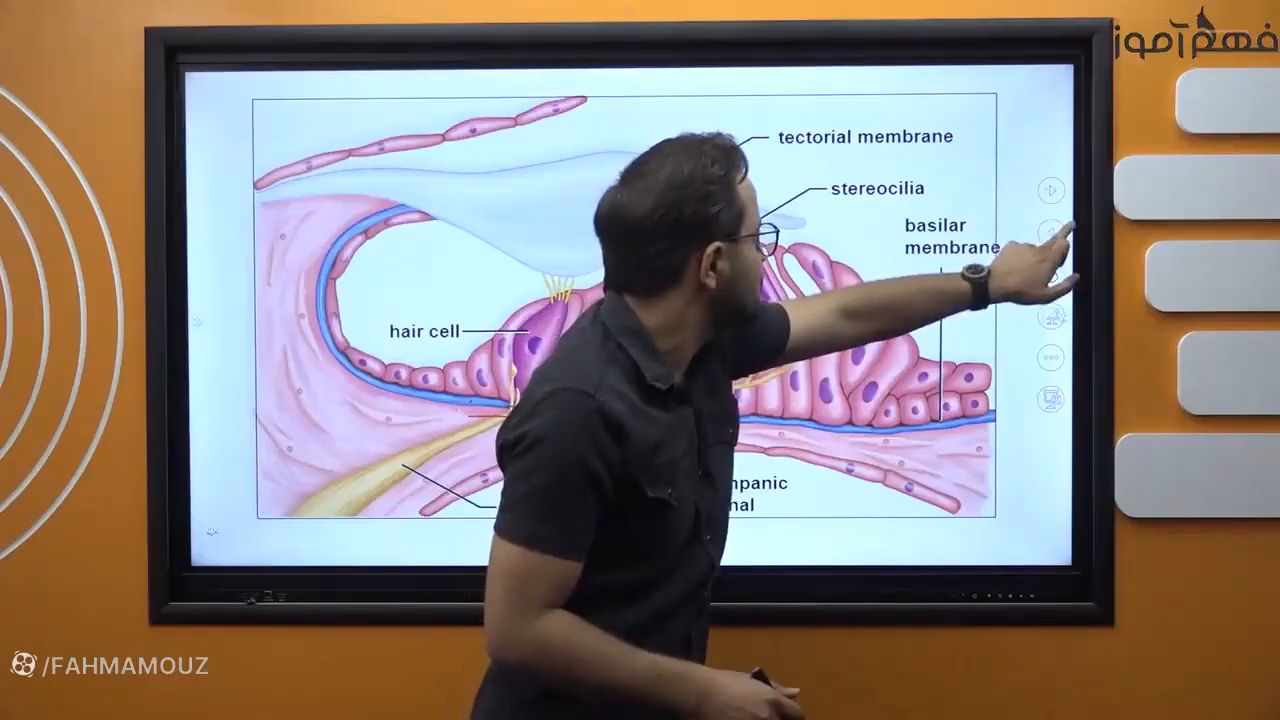 فهم آموز
tectorial membrane
stereocilia
basilar
membrane
hair cell
/FAHMAMOUZ